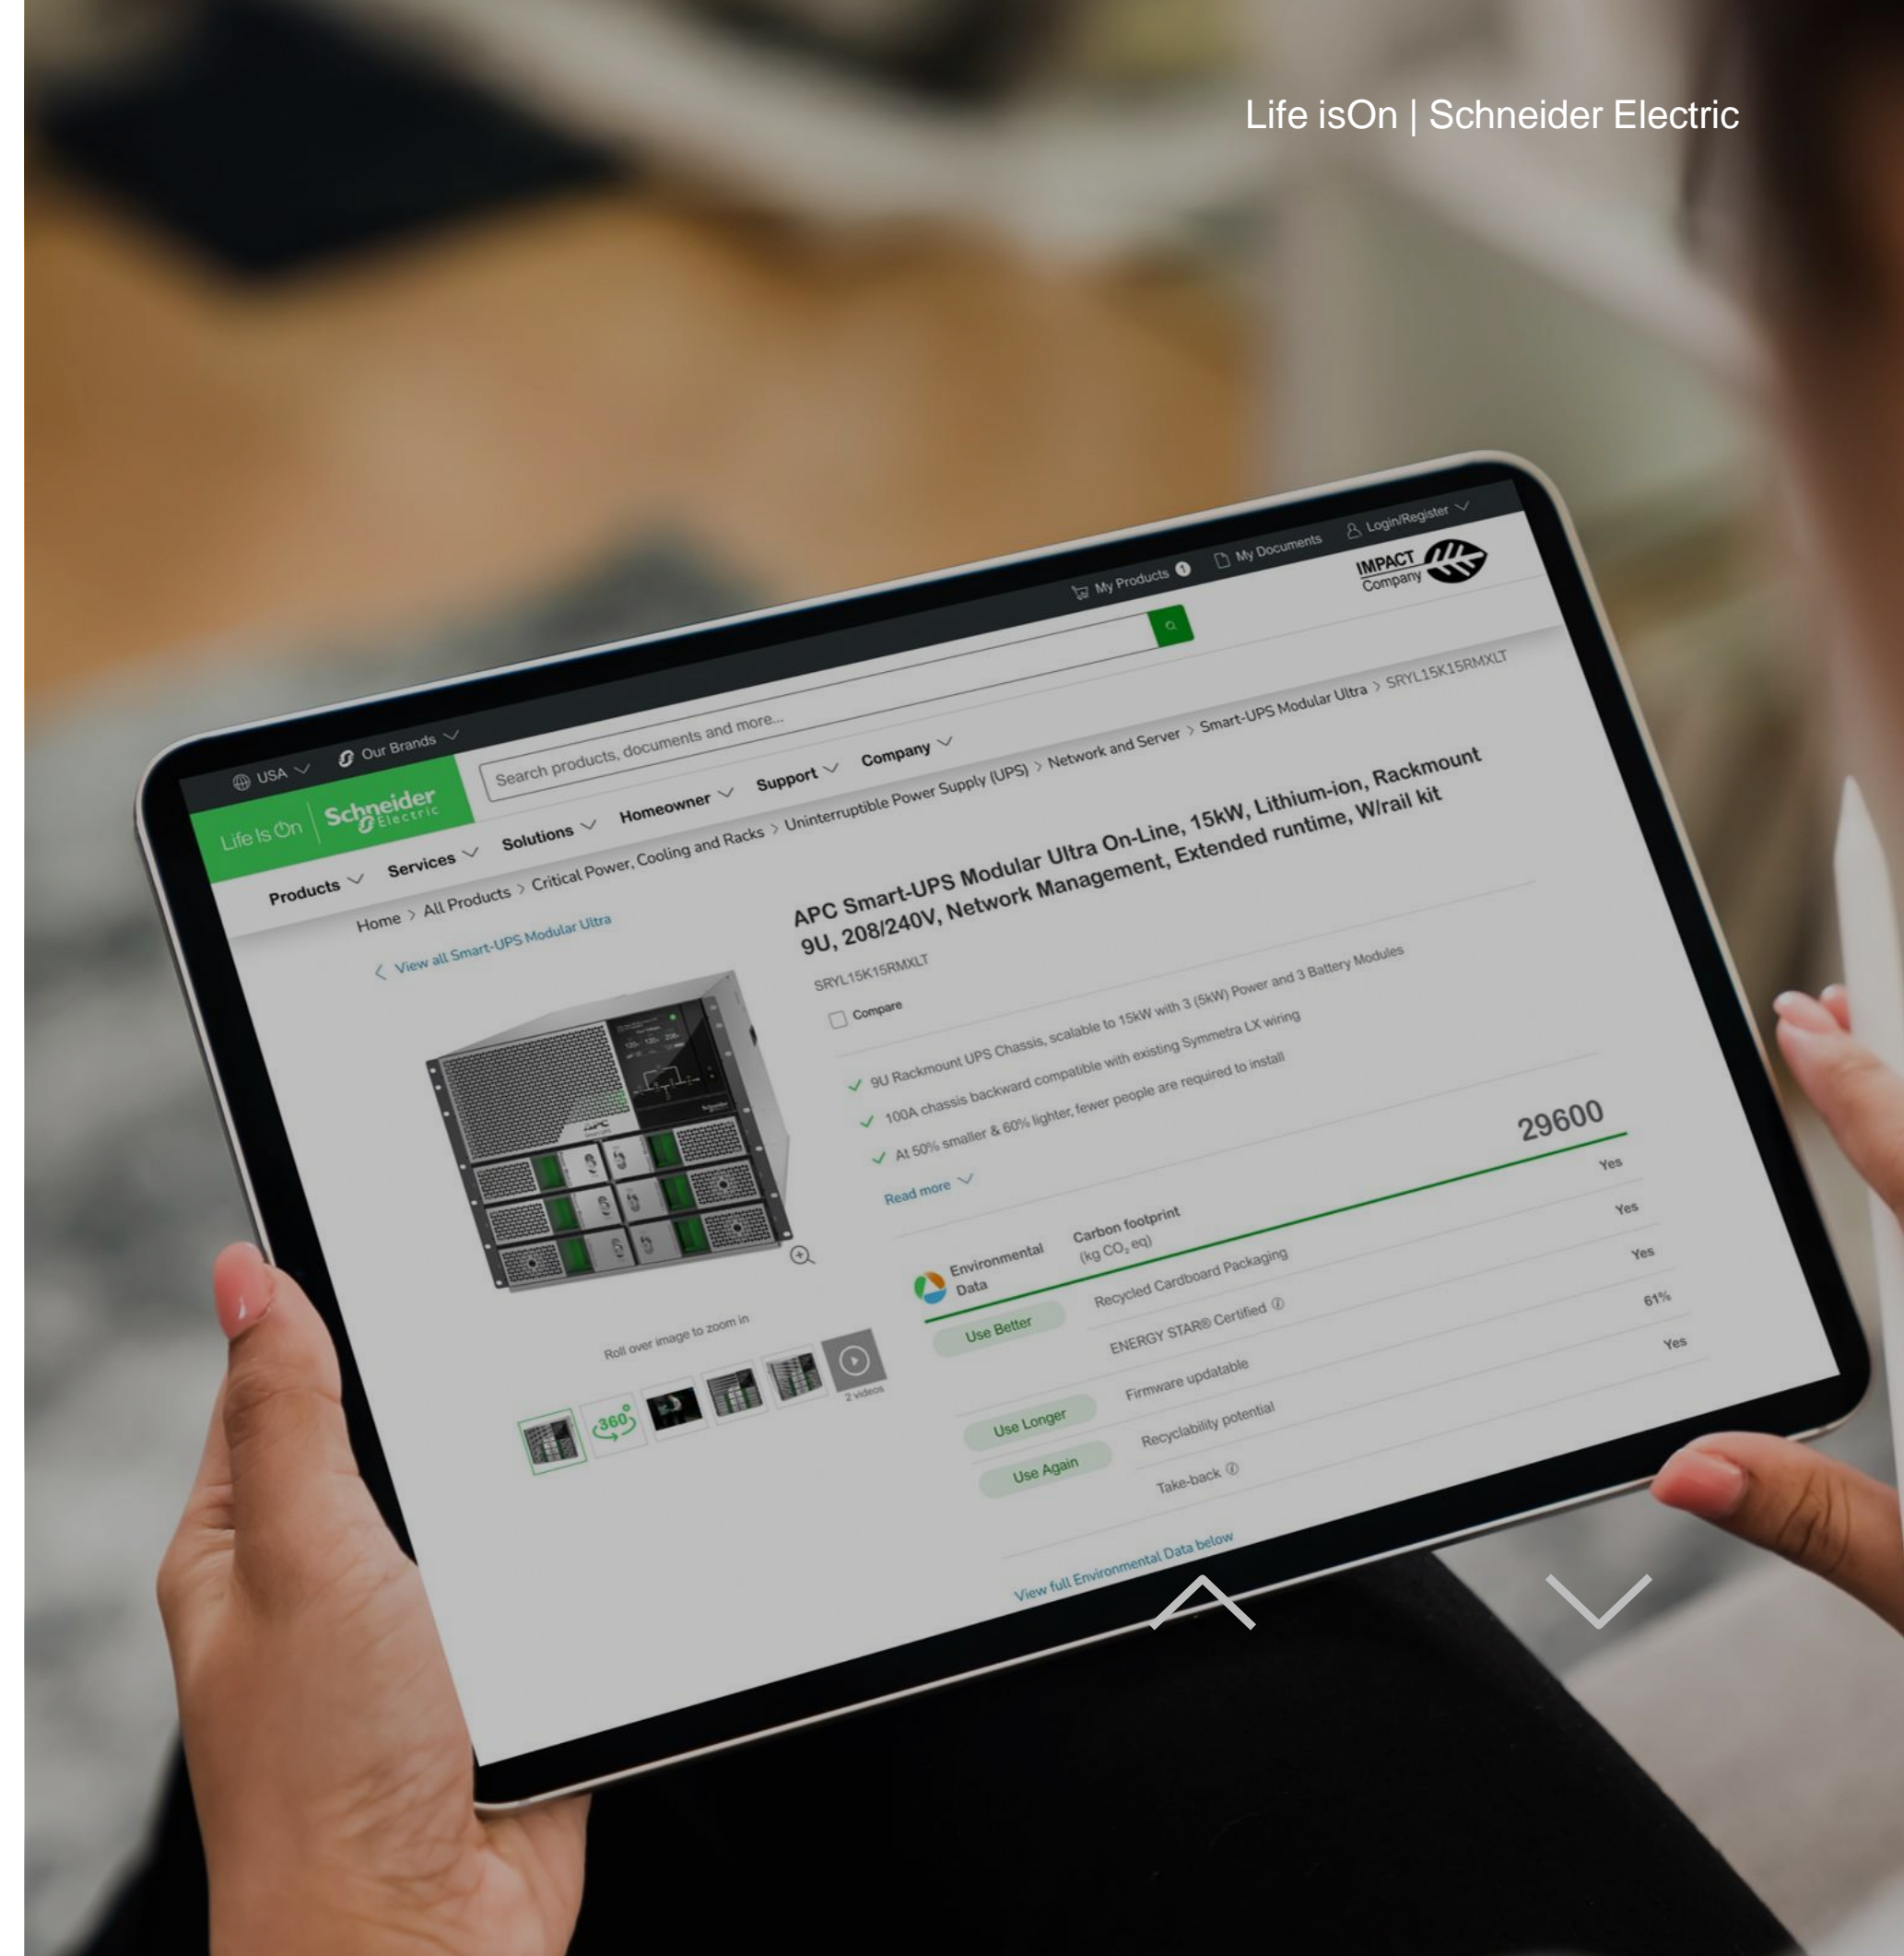 Life isOn | Schneider Electric
USA
Our Brands
My Products 1
My Documents
Login/Register
Life Is On
Schneider
Electric
Search products, documents and more...
IMPACT
Company
Products
Services
Solutions
Homeowner
Support
Company
Home > All Products > Critical Power, Cooling and Racks > Uninterruptible Power Supply (UPS) > Network and Server > Smart-UPS Modular Ultra > SRYL15K15RMXLT
< View all Smart-UPS Modular Ultra
APC
Roll over image to zoom in
360°
2 videos
APC Smart-UPS Modular Ultra On-Line, 15kW, Lithium-ion, Rackmount
9U, 208/240V, Network Management, Extended runtime, W/rail kit
SRYL15K15RMXLT
Compare
9U Rackmount UPS Chassis, scalable to 15kW with 3 (5kW) Power and 3 Battery Modules
100A chassis backward compatible with existing Symmetra LX wiring
At 50% smaller & 60% lighter, fewer people are required to install
Read more
Environmental
Data
Carbon footprint
(kg CO₂ eq)
29600
Use Better
Recycled Cardboard Packaging
Yes
ENERGY STAR® Certified
Yes
Use Longer
Firmware updatable
Yes
Use Again
Recyclability potential
61%
Take-back
Yes
View full Environmental Data below